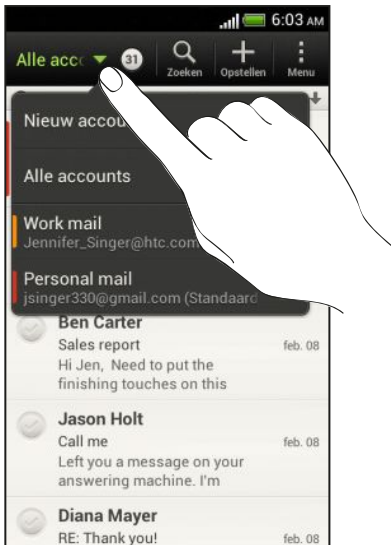 6:03 AM
Alle acc 31 Zoeken Opstellen Menu
Nieuw accou
Alle accounts
Work mail
Jennifer_Singer@htc.com
Personal mail
jsinger330@gmail.com (Standaard
Ben Carter
Sales report feb. 08
Hi Jen, Need to put the
finishing touches on this
Jason Holt
Call me feb. 08
Left you a message on your
answering machine. I'm
Diana Mayer
RE: Thank you! feb. 08